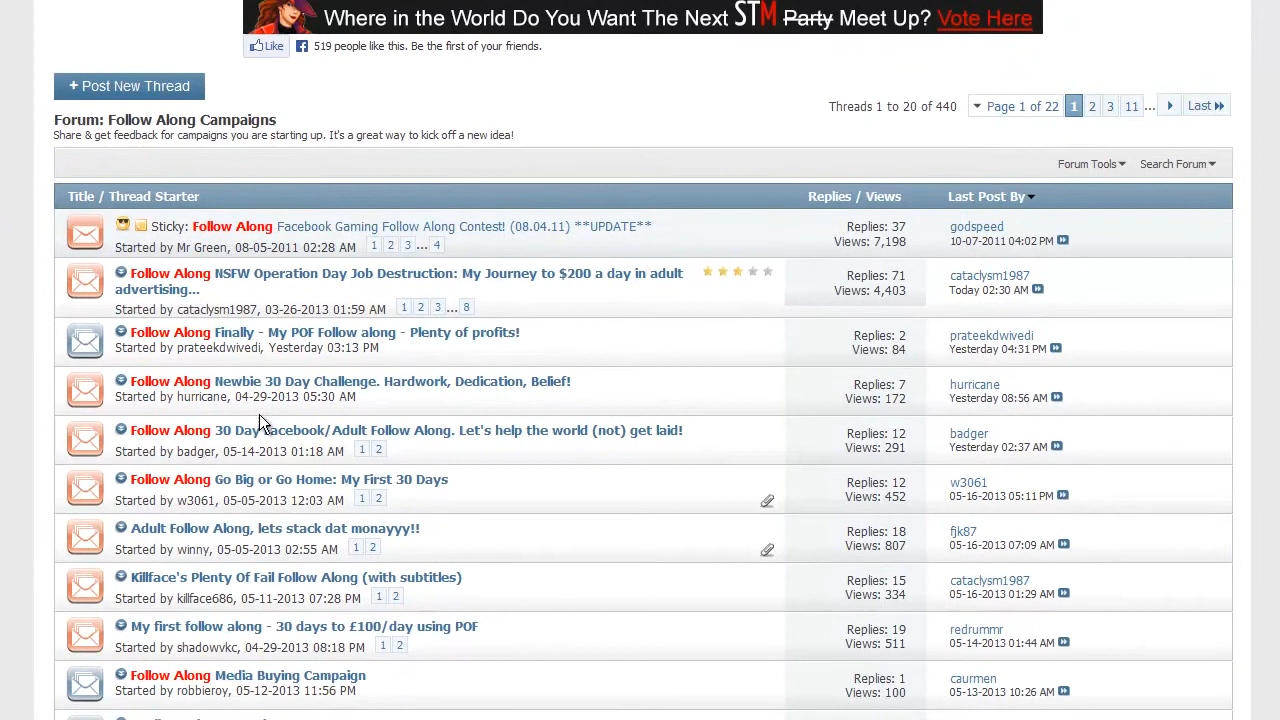 Where in the World Do You Want The Next STM Party Meet Up? Vote Here
Like 519 people like this. Be the first of your friends.
+ Post New Thread
Threads 1 to 20 of 440 Page 1 of 22 1 2 3 11 ... Last
Forum: Follow Along Campaigns
Share & get feedback for campaigns you are starting up. It's a great way to kick off a new idea!
Forum Tools Search Forum
Title / Thread Starter Replies / Views Last Post By
Sticky: Follow Along Facebook Gaming Follow Along Contest! (08.04.11) **UPDATE** Replies: 37 godspeed
Started by Mr Green, 08-05-2011 02:28 AM 1 2 3 ... 4 Views: 7,198 10-07-2011 04:02 PM
Follow Along NSFW Operation Day Job Destruction: My Journey to $200 a day in adult Replies: 71 cataclysm1987
advertising... Views: 4,403 Today 02:30 AM
Started by cataclysm1987, 03-26-2013 01:59 AM 1 2 3 ... 8
Follow Along Finally - My POF Follow along - Plenty of profits! Replies: 2 prateekdwivedi
Started by prateekdwivedi, Yesterday 03:13 PM Views: 84 Yesterday 04:31 PM
Follow Along Newbie 30 Day Challenge. Hardwork, Dedication, Belief! Replies: 7 hurricane
Started by hurricane, 04-29-2013 05:30 AM Views: 172 Yesterday 08:56 AM
Follow Along 30 Day Facebook/Adult Follow Along. Let's help the world (not) get laid! Replies: 12 badger
Started by badger, 05-14-2013 01:18 AM 1 2 Views: 291 Yesterday 02:37 AM
Follow Along Go Big or Go Home: My First 30 Days Replies: 12 w3061
Started by w3061, 05-05-2013 12:03 AM 1 2 Views: 452 05-16-2013 05:11 PM
Adult Follow Along, lets stack dat monayyy!! Replies: 18 fjk87
Started by winny, 05-05-2013 02:55 AM 1 2 Views: 807 05-16-2013 07:09 AM
Killface's Plenty Of Fail Follow Along (with subtitles) Replies: 15 cataclysm1987
Started by killface686, 05-11-2013 07:28 PM 1 2 Views: 334 05-16-2013 01:29 AM
My first follow along - 30 days to £100/day using POF Replies: 19 redrummr
Started by shadowvkc, 04-29-2013 08:18 PM 1 2 Views: 511 05-14-2013 01:44 AM
Follow Along Media Buying Campaign Replies: 1 caurmen
Started by robbieroy, 05-12-2013 11:56 PM Views: 100 05-13-2013 10:26 AM